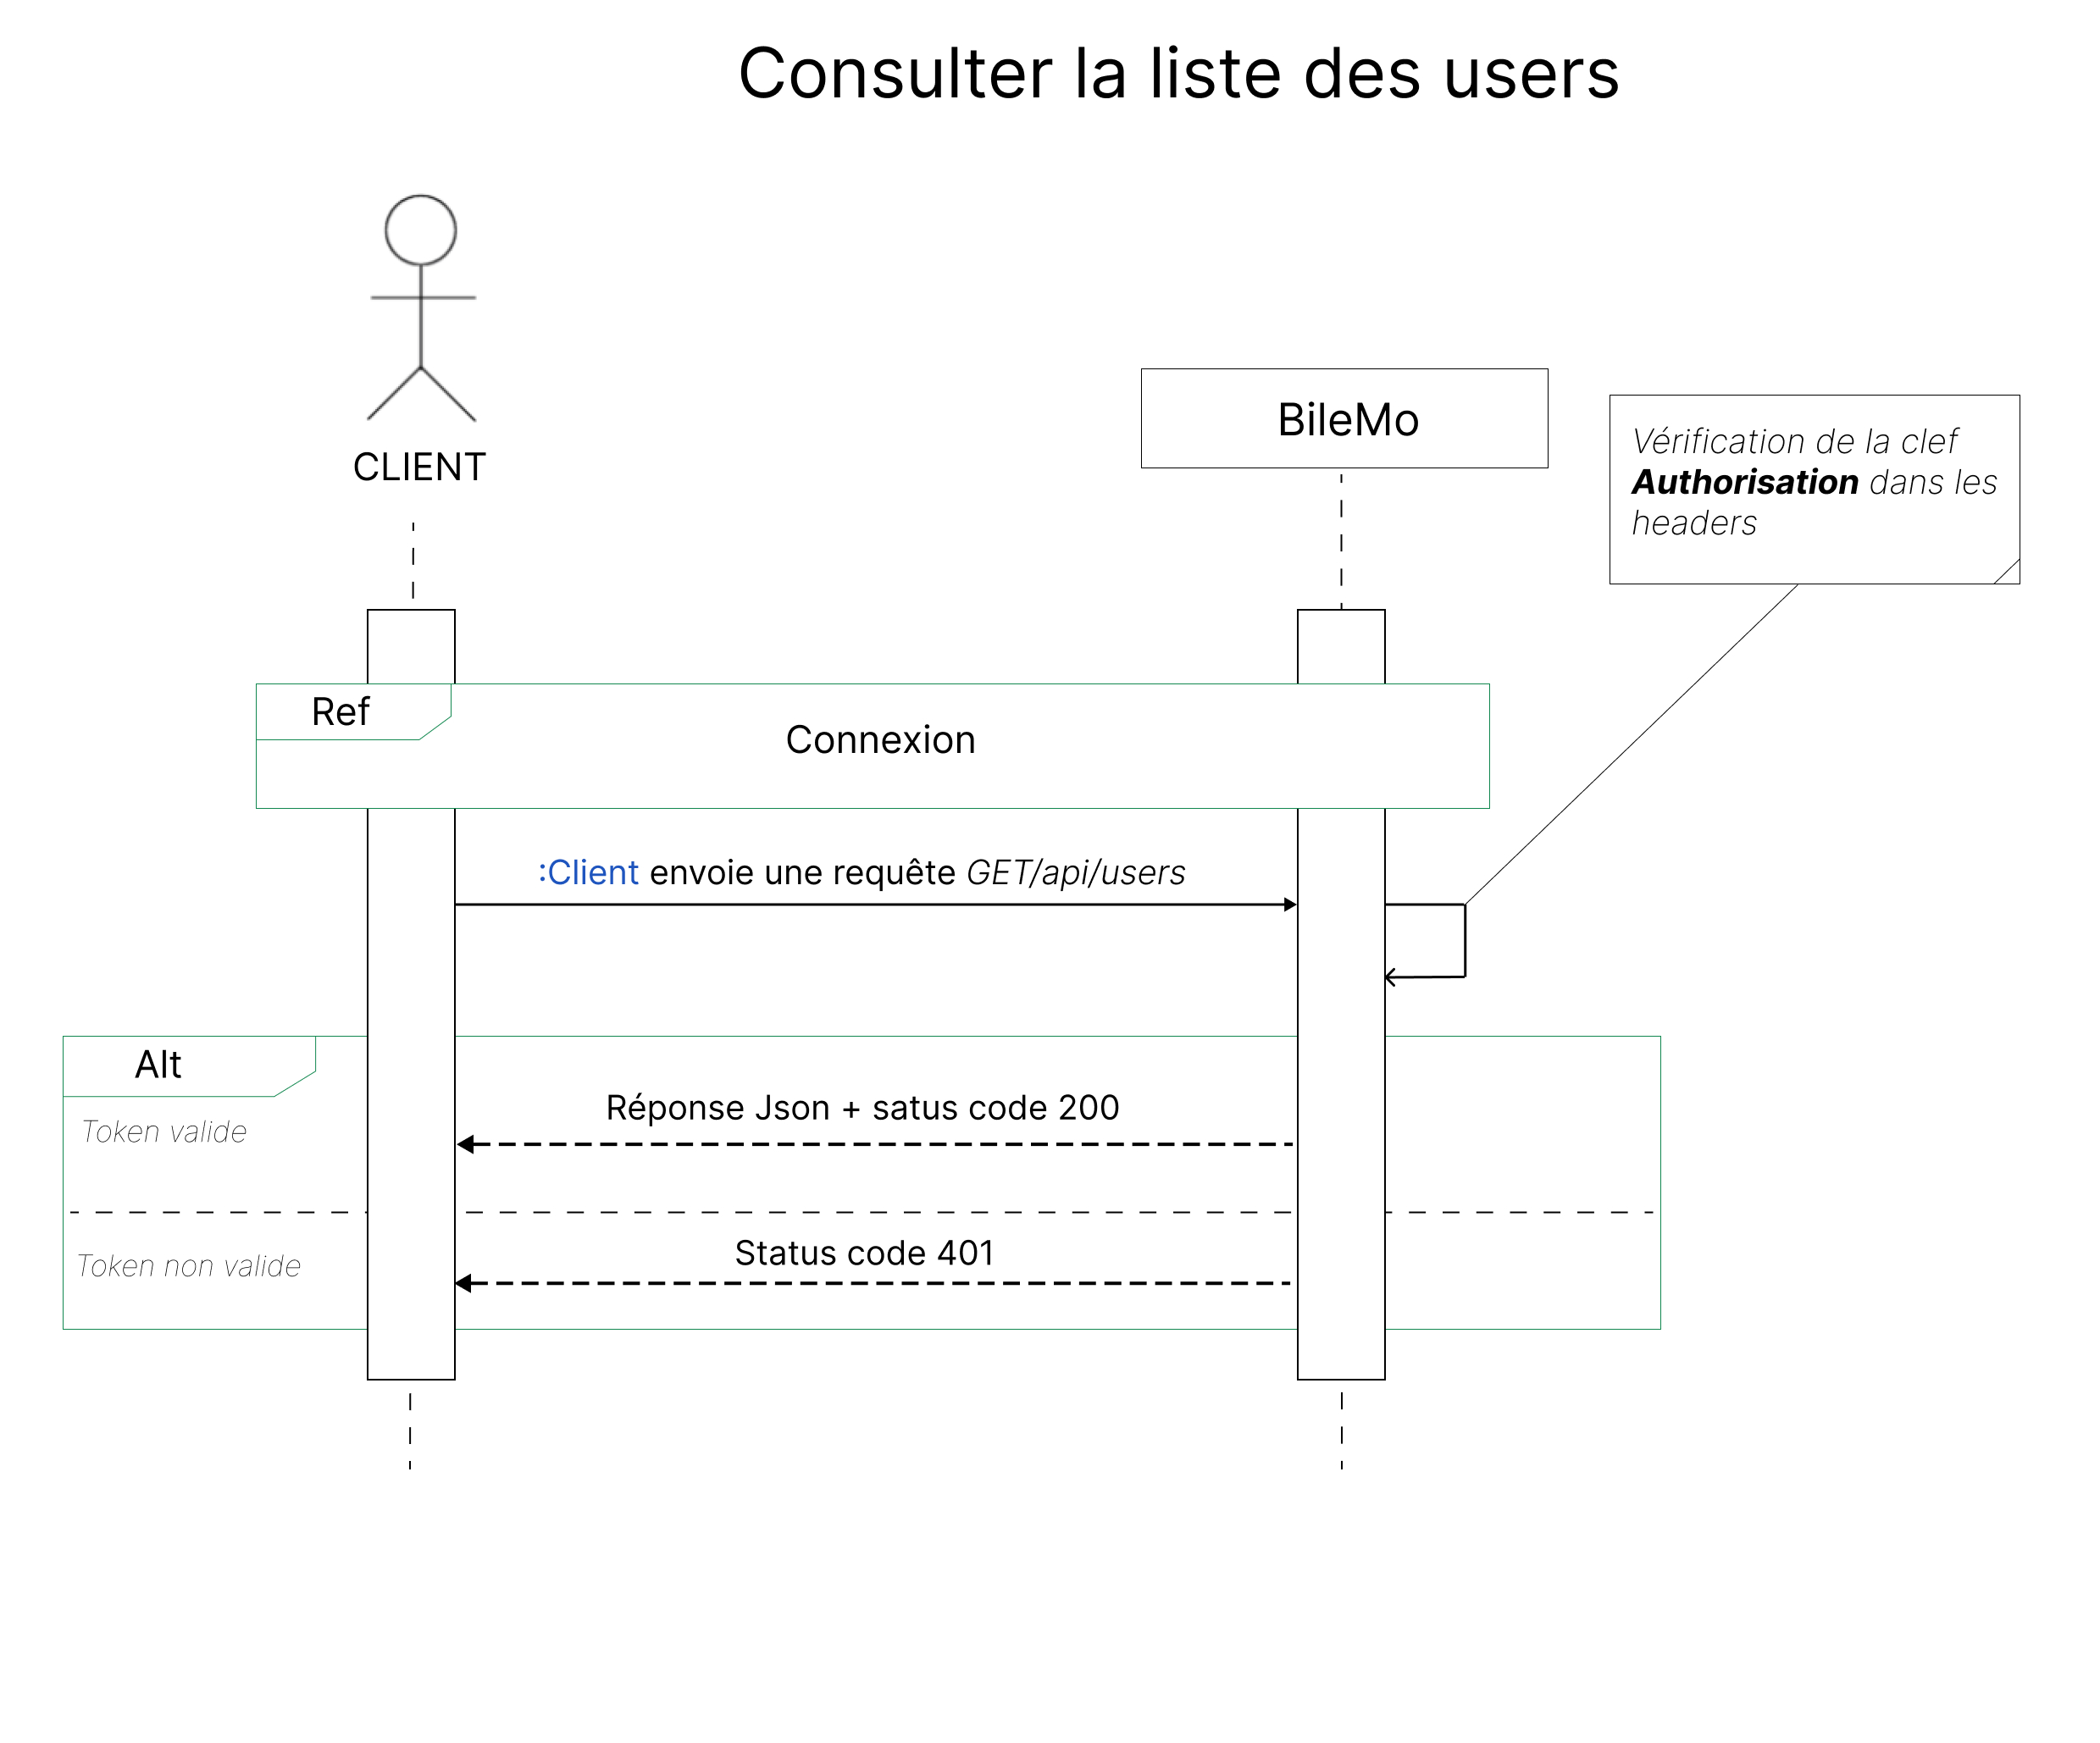 Consulter la liste des users
CLIENT
BileMo
Vérification de la clef
Authorisation dans les
headers
Ref
Connexion
:Client envoie une requête GET/api/users
Alt
Réponse Json + satus code 200
Token valide
Status code 401
Token non valide